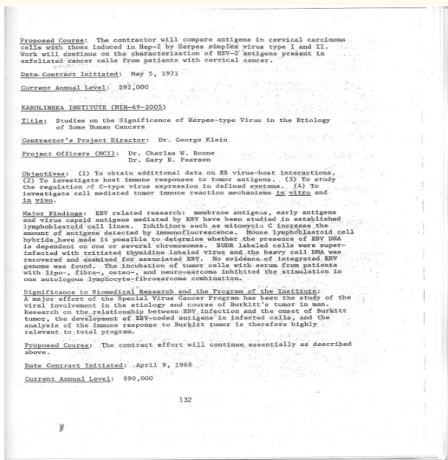 Proposed Course: The contractor will compare antigens in cervical carcinoma
cells with those induced in Hep-2 by Herpes simplex virus type I and II.
Work will continue on the characterization of HSV-2 antigens present in
exfoliated cancer cells from patients with cervical cancer.
Date Contract Initiated: May 5, 1971
Current Annual Level: $92,000
KAROLINSKA INSTITUTE (NIH-69-2005)
Title: Studies on the Significance of Herpes-type Virus in the Etiology
of Some Human Cancers
Contractor's Project Director: Dr. George Klein
Project Officers (NCI): Dr. Charles W. Boone
Dr. Gary R. Pearson
Objectives: (1) To obtain additional data on EB virus-host interactions,
(2) To investigate host immune responses to tumor antigens. (3) To study
the regulation of C-type virus expression in defined systems. (4) To
investigate cell mediated tumor immune reaction mechanisms in vitro and
in vivo.
Major Findings: EBV related research: membrane antigens, early antigens
and virus capsid antigens mediated by EBV have been studied in established
lymphoblastoid cell lines. Inhibitors such as mitomycin C increase the
amount of antigens detected by immunofluorescence. Mouse lymphoblastoid cell
hybrids have made it possible to determine whether the presence of EBV DNA
is dependent on one or several chromosomes. BUDR labeled cells were super-
infected with tritiated thymidine labeled virus and the heavy cell DNA was
recovered and examined for associated EBV. No evidence of integrated EBV
genome was found. The incubation of tumor cells with serum from patients
with lipo-, fibro-, osteo-, and neuro-sarcoma inhibited the stimulation in
one autologous lymphocyte-fibrosarcoma combination.
Significance to Biomedical Research and the Program of the Institute:
A major effort of the Special Virus Cancer Program has been the study of the
viral involvement in the etiology and course of Burkitt's tumor in man.
Research on the relationship between EBV infection and the onset of Burkitt
tumor, the development of EBV-coded antigens in infected cells, and the
analysis of the immune response to Burkitt tumor is therefore highly
relevant to total program.
Proposed Course: The contract effort will continue essentially as described
above.
Date Contract Initiated: April 9, 1968
Current Annual Level: $90,000
132